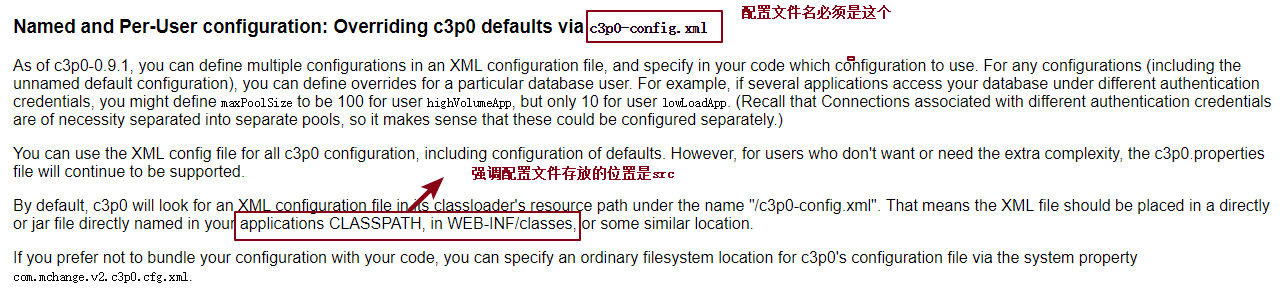 配置文件名必须是这个
Named and Per-User configuration: Overriding c3p0 defaults via c3p0-config.xml
As of c3p0-0.9.1, you can define multiple configurations in an XML configuration file, and specify in your code which configuration to use. For any configurations (including the
unnamed default configuration), you can define overrides for a particular database user. For example, if several applications access your database under different authentication
credentials, you might define maxPoolSize to be 100 for user highVolumeApp, but only 10 for user lowLoadApp. (Recall that Connections associated with different authentication credentials
are of necessity separated into separate pools, so it makes sense that these could be configured separately.)
You can use the XML config file for all c3p0 configuration, including configuration of defaults. However, for users who don't want or need the extra complexity, the c3p0.properties
file will continue to be supported.
强调配置文件存放的位置是src
By default, c3p0 will look for an XML configuration file in its classloader's resource path under the name "/c3p0-config.xml". That means the XML file should be placed in a directly
or jar file directly named in your applications CLASSPATH, in WEB-INF/classes, or some similar location.
If you prefer not to bundle your configuration with your code, you can specify an ordinary filesystem location for c3p0's configuration file via the system property
com.mchange.v2.c3p0.cfg.xml.